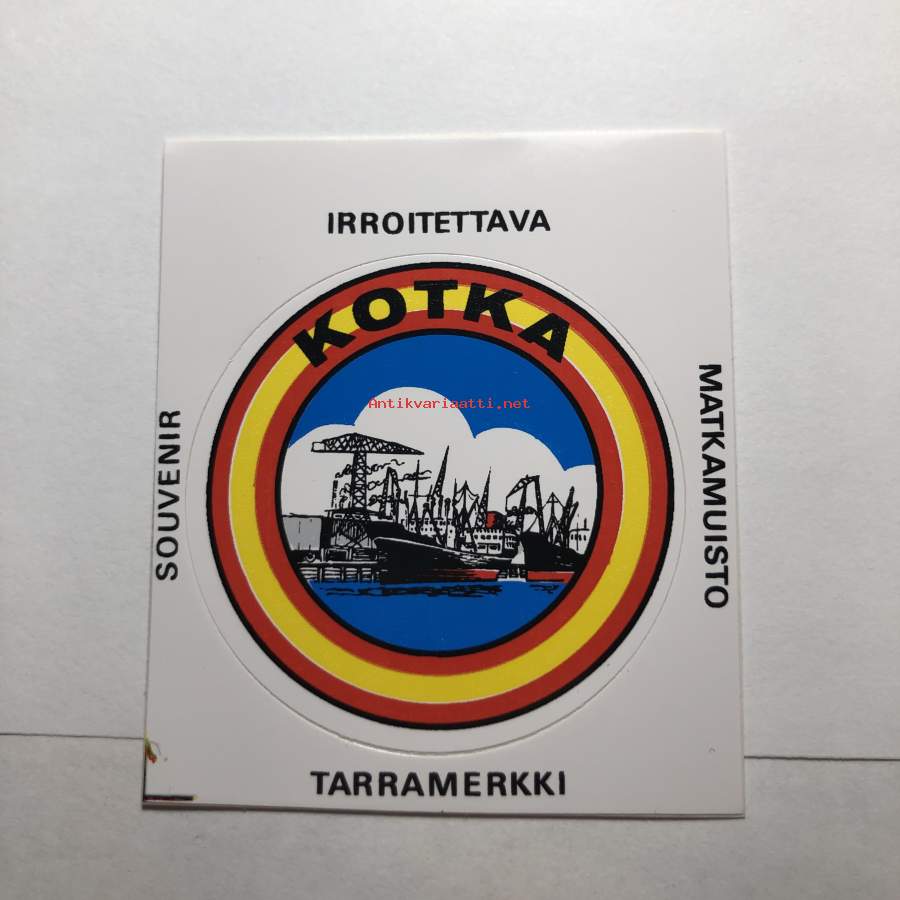 IRROITETTAVA
KOTKA
Antikvariaatti.net
SOUVENIR
MATKAMUISTO
TARRAMERKKI